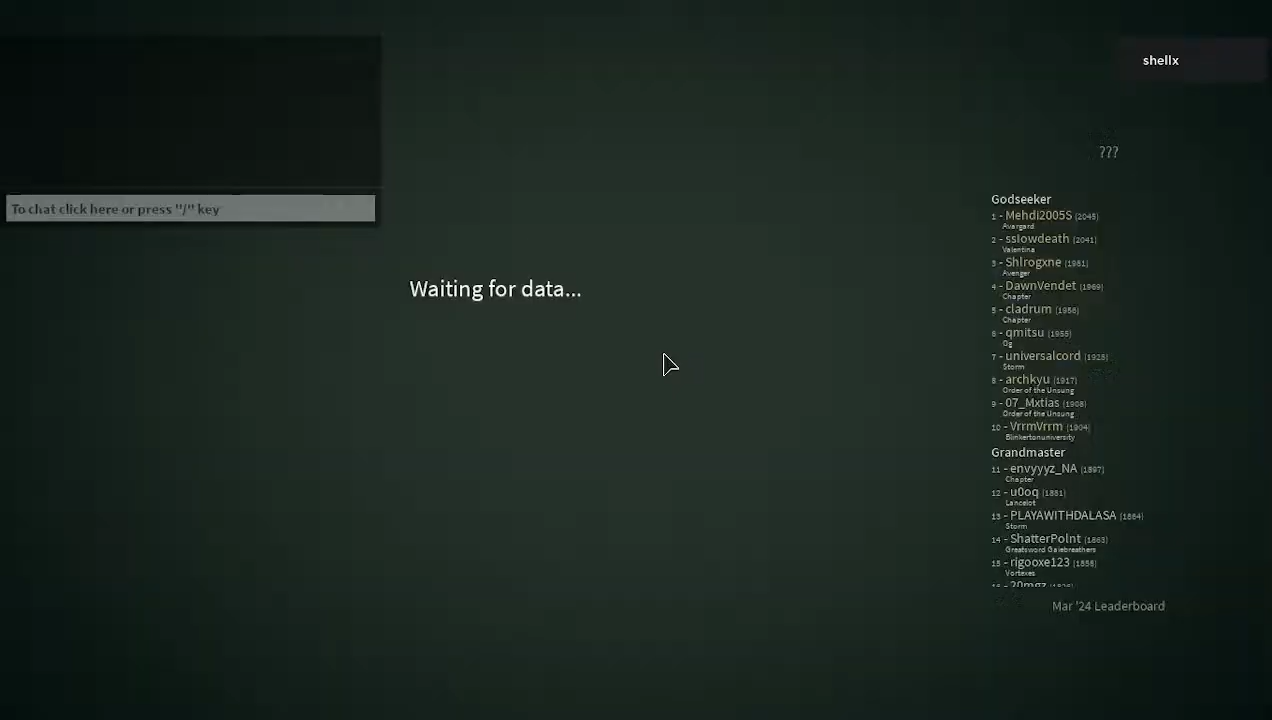 shellx
???
To chat click here or press "/" key
Waiting for data...
Godseeker
1 - Mehdi2005S (2045)
Avargard
2 - sslowdeath (2041)
Valentina
3 - Shlrogxne (1981)
Avenger
4 - DawnVendet (1969)
Chapter
5 - cladrum (1956)
Chapter
6 - qmitsu (1955)
Og
7 - universalcord (1928)
Storm
8 - archkyu (1917)
Order of the Unsung
9 - 07_Mxtias (1908)
Order of the Unsung
10 - VrrmVrrm (1904)
Blinkertonuniversity
Grandmaster
11 - envyyyz_NA (1897)
Chapter
12 - u0oq (1881)
Lancelot
13 - PLAYAWITHDALASA (1864)
Storm
14 - ShatterPoInt (1863)
Greatsword Galebreathers
15 - rigooxe123 (1858)
Vortexes
16 - 20mgz
Mar '24 Leaderboard